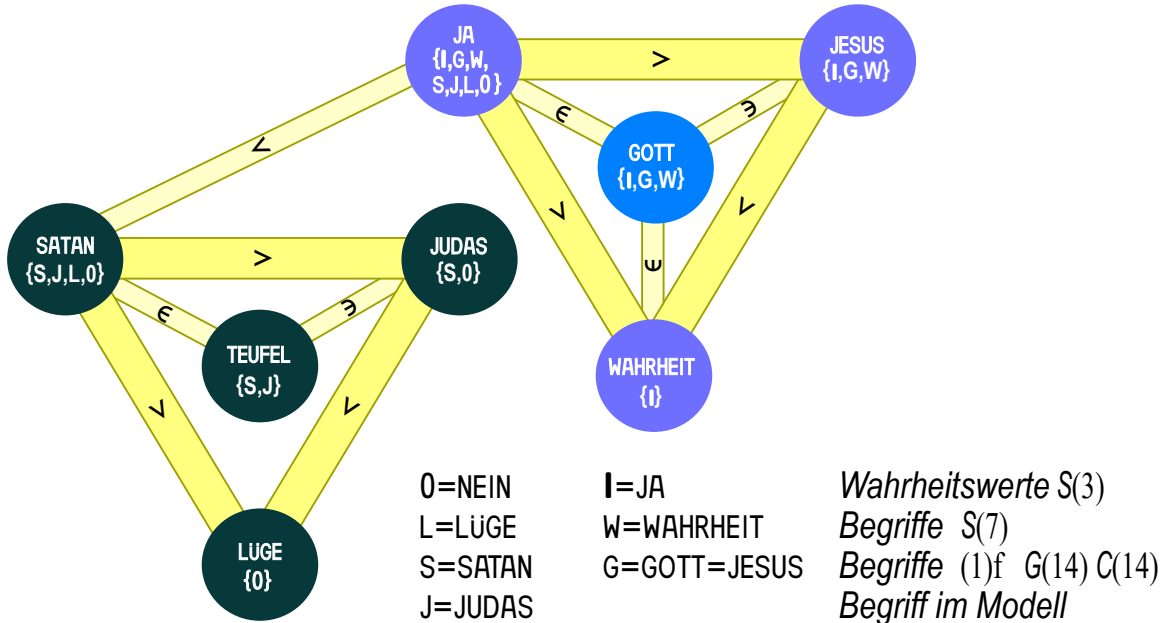 JA
{I,G,W,
S,J,L,0}
>
JESUS
{I,G,W}
∈
∋
GOTT
{I,G,W}
<
>
>
∈
WAHRHEIT
{I}
SATAN
{S,J,L,0}
>
JUDAS
{S,0}
∈
∋
TEUFEL
{S,J}
>
>
LÜGE
{0}
0=NEIN I=JA Wahrheitswerte S(3)
L=LÜGE W=WAHRHEIT Begriffe S(7)
S=SATAN G=GOTT=JESUS Begriffe (1)f G(14) C(14)
J=JUDAS Begriff im Modell